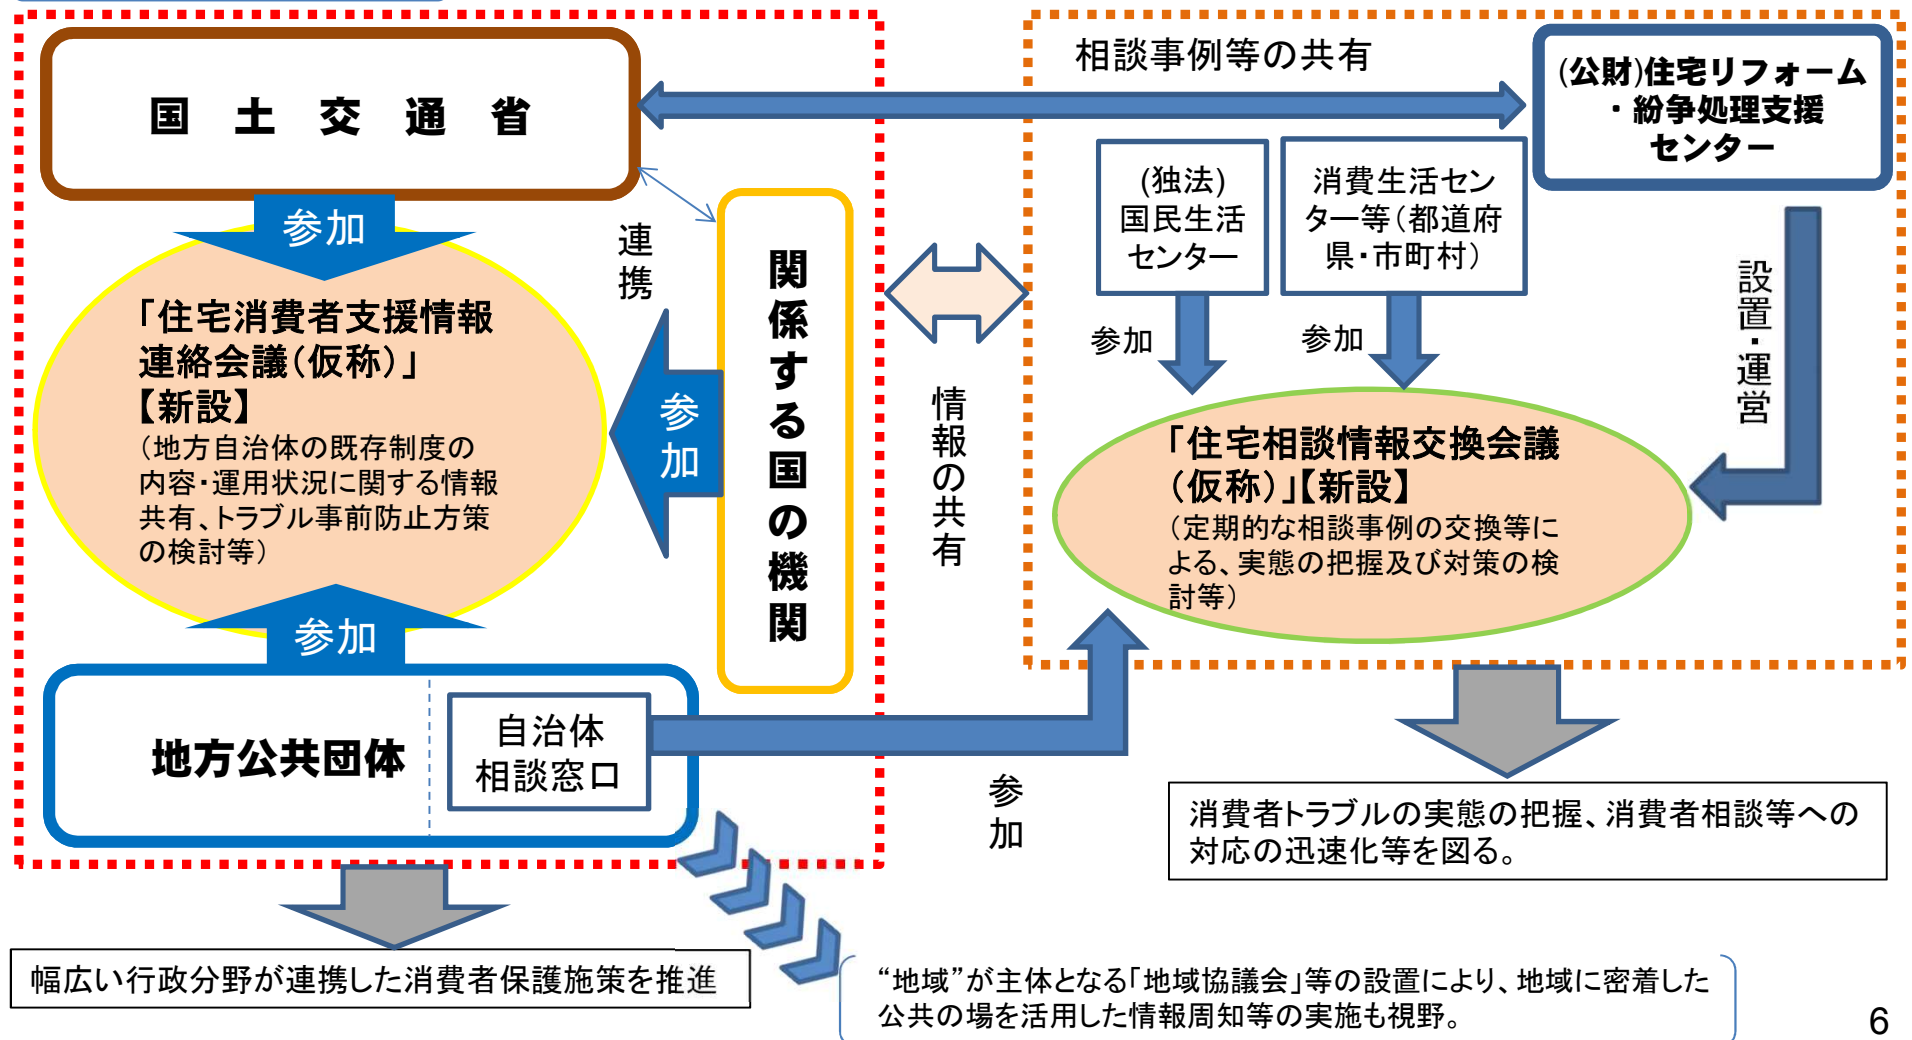 国土交通省
相談事例等の共有
(公財)住宅リフォーム
・紛争処理支援
センター
(独法)
国民生活
センター
消費生活セン
ター等(都道府
県・市町村)
参加
連携
関係する国の機関
「住宅消費者支援情報
連絡会議(仮称)」
【新設】
(地方自治体の既存制度の
内容・運用状況に関する情報
共有、トラブル事前防止方策
の検討等)
参加
情報の共有
参加
参加
設置・運営
「住宅相談情報交換会議
(仮称)」【新設】
(定期的な相談事例の交換等に
よる、実態の把握及び対策の検
討等)
参加
地方公共団体
自治体
相談窓口
参加
消費者トラブルの実態の把握、消費者相談等への
対応の迅速化等を図る。
幅広い行政分野が連携した消費者保護施策を推進
“地域”が主体となる「地域協議会」等の設置により、地域に密着した
公共の場を活用した情報周知等の実施も視野。
6